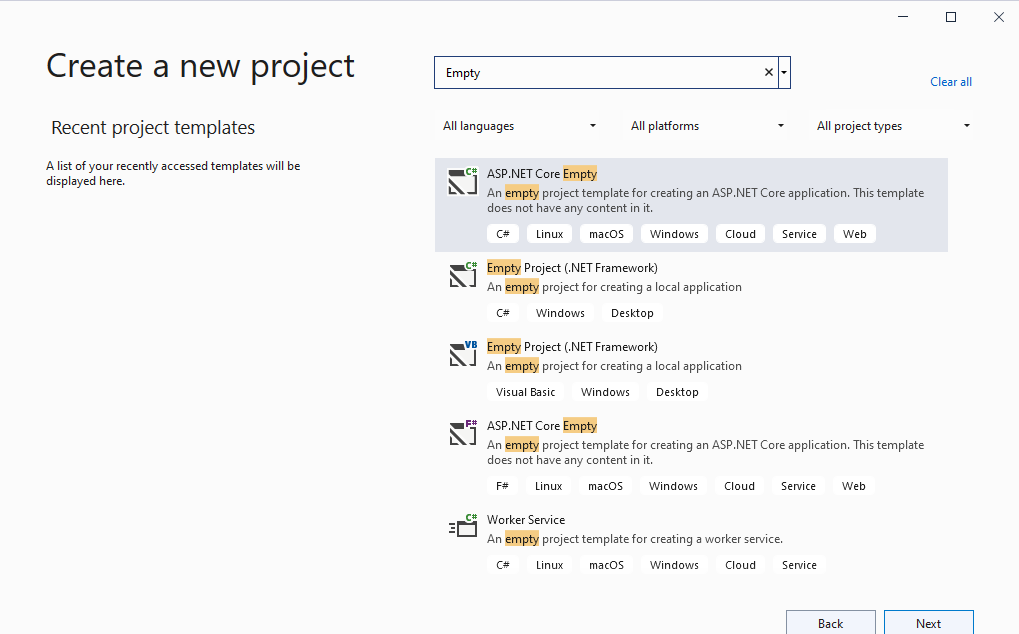 Create a new project
Empty
Clear all
Recent project templates
A list of your recently accessed templates will be
displayed here.
All languages
All platforms
All project types
C#
ASP.NET Core Empty
An empty project template for creating an ASP.NET Core application. This template
does not have any content in it.
C# Linux macOS Windows Cloud Service Web
C#
Empty Project (.NET Framework)
An empty project for creating a local application
C# Windows Desktop
VB
Empty Project (.NET Framework)
An empty project for creating a local application
Visual Basic Windows Desktop
F#
ASP.NET Core Empty
An empty project template for creating an ASP.NET Core application. This template
does not have any content in it.
F# Linux macOS Windows Cloud Service Web
C#
Worker Service
An empty project template for creating a worker service.
C# Linux macOS Windows Cloud Service
Back
Next